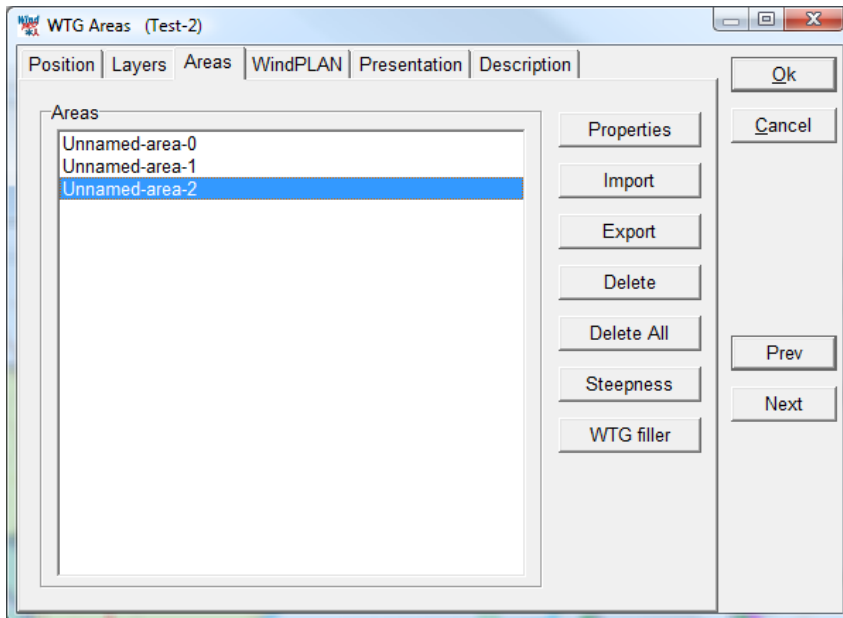 WTG Areas (Test-2)
Position Layers Areas WindPLAN Presentation Description
Ok
Cancel
Areas
Unnamed-area-0
Unnamed-area-1
Unnamed-area-2
Properties
Import
Export
Delete
Delete All
Steepness
WTG filler
Prev
Next